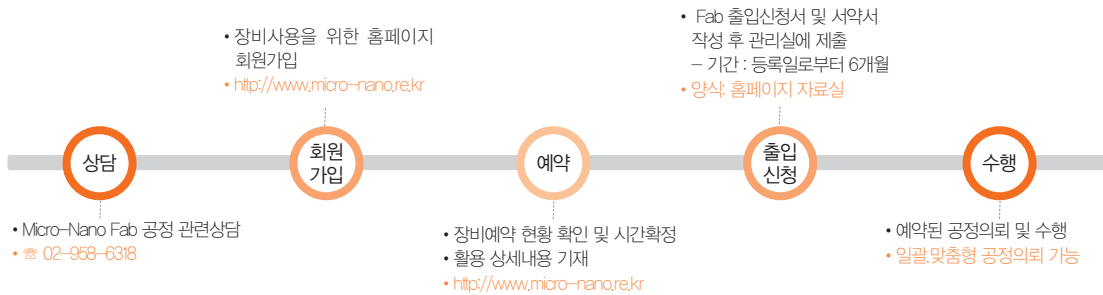 • 장비사용을 위한 홈페이지
회원가입
• http://www.micro-nano.re.kr
• Fab 출입신청서 및 서약서
작성 후 관리실에 제출
– 기간 : 등록일로부터 6개월
• 양식: 홈페이지 자료실
상담
회원
가입
예약
출입
신청
수행
• Micro-Nano Fab 공정 관련상담
• ☏ 02-958-6318
• 장비예약 현황 확인 및 시간확정
• 활용 상세내용 기재
• http://www.micro-nano.re.kr
• 예약된 공정의뢰 및 수행
• 일괄.맞춤형 공정의뢰 가능